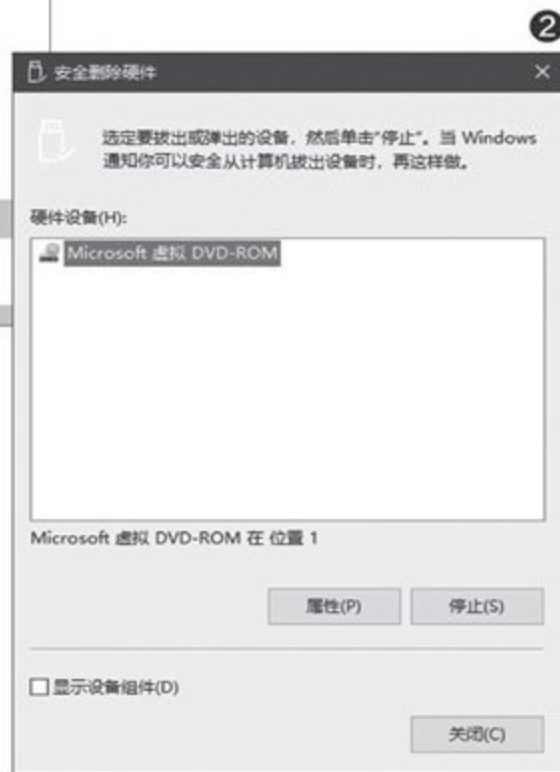 ❷
安全删除硬件
选定要拔出或弹出的设备，然后单击“停止”。当 Windows
通知你可以安全从计算机拔出设备时，再这样做。
硬件设备(H):
Microsoft 虚拟 DVD-ROM
Microsoft 虚拟 DVD-ROM 在 位置 1
属性(P)
停止(S)
显示设备组件(D)
关闭(C)